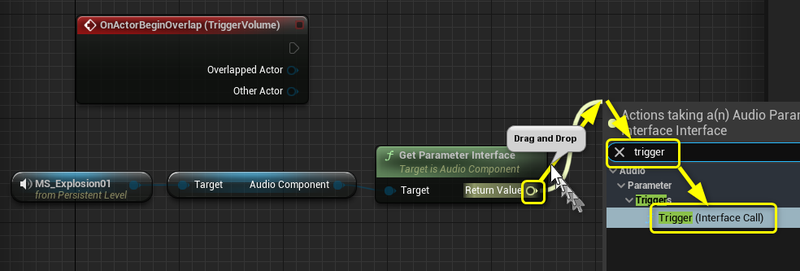 OnActorBeginOverlap (TriggerVolume)
Overlapped Actor
Other Actor
Actions taking a(n) Audio Para
Interface Interface
Drag and Drop
trigger
Get Parameter Interface
Target is Audio Component
Audio
Parameter
Triggers
MS_Explosion01
from Persistent Level
Target Audio Component
Target Return Value
Trigger (Interface Call)